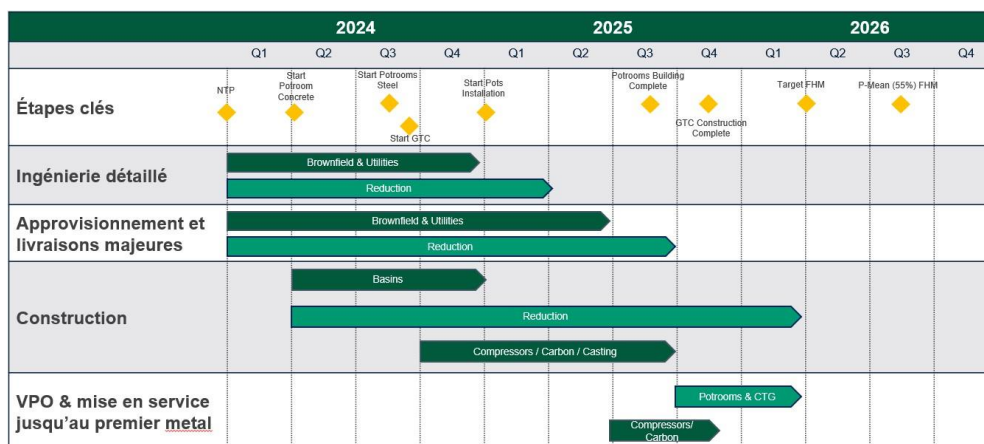 2024 2025 2026
Q1 Q2 Q3 Q4 Q1 Q2 Q3 Q4 Q1 Q2 Q3 Q4
Étapes clés
NTP
Start
Potroom
Concrete
Start Potrooms
Steel
Start GTC
Start Pots
Installation
Potrooms Building
Complete
GTC Construction
Complete
Target FHM
P-Mean (55%) FHM
Ingénierie détaillé
Brownfield & Utilities
Reduction
Approvisionnement et
livraisons majeures
Brownfield & Utilities
Reduction
Construction
Basins
Reduction
Compressors / Carbon / Casting
VPO & mise en service
jusqu'au premier metal
Potrooms & CTG
Compressors/
Carbon